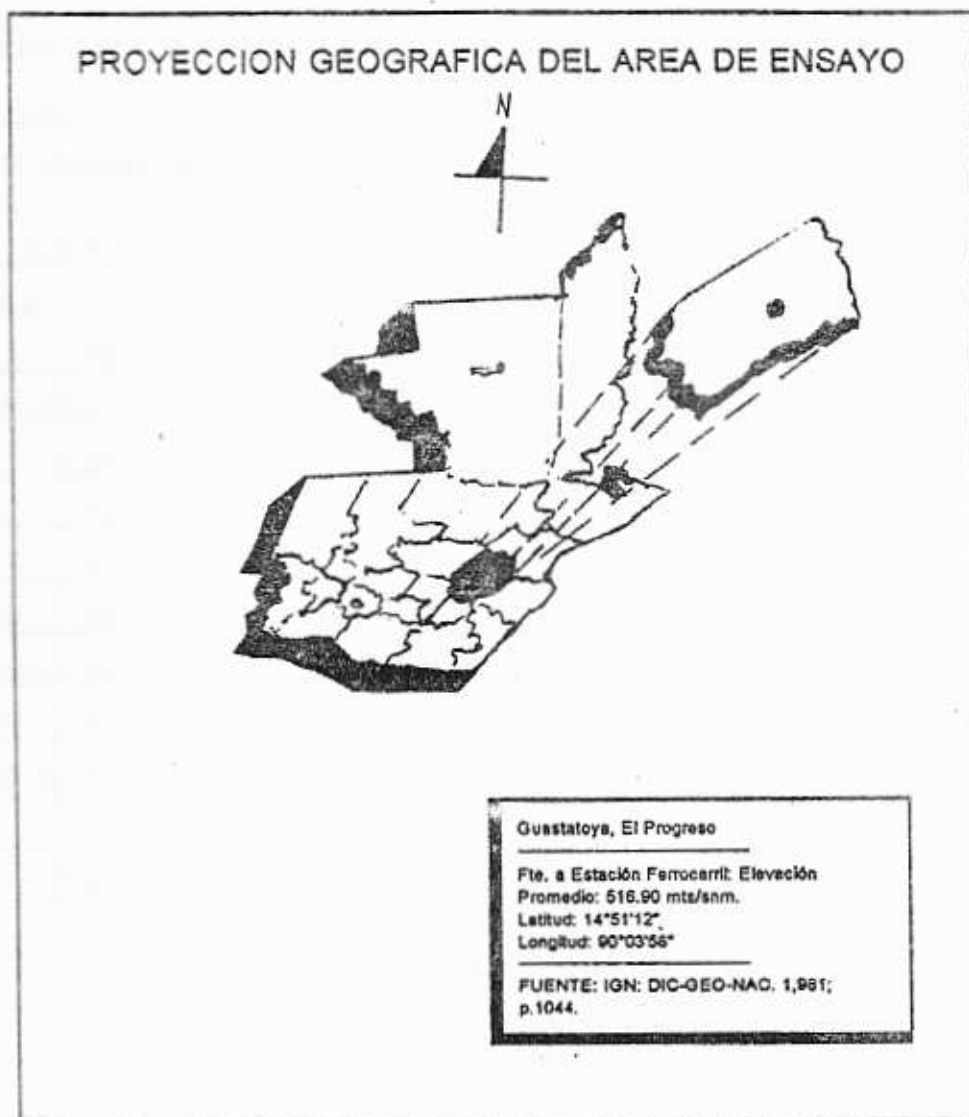 PROYECCION GEOGRAFICA DEL AREA DE ENSAYO
N
Guastatoya, El Progreso
Fte. a Estación Ferrocarril: Elevación
Promedio: 516.90 mts/snm.
Latitud: 14°51'12"
Longitud: 90°03'56"
FUENTE: IGN: DIC-GEO-NAC. 1,981;
p.1044.